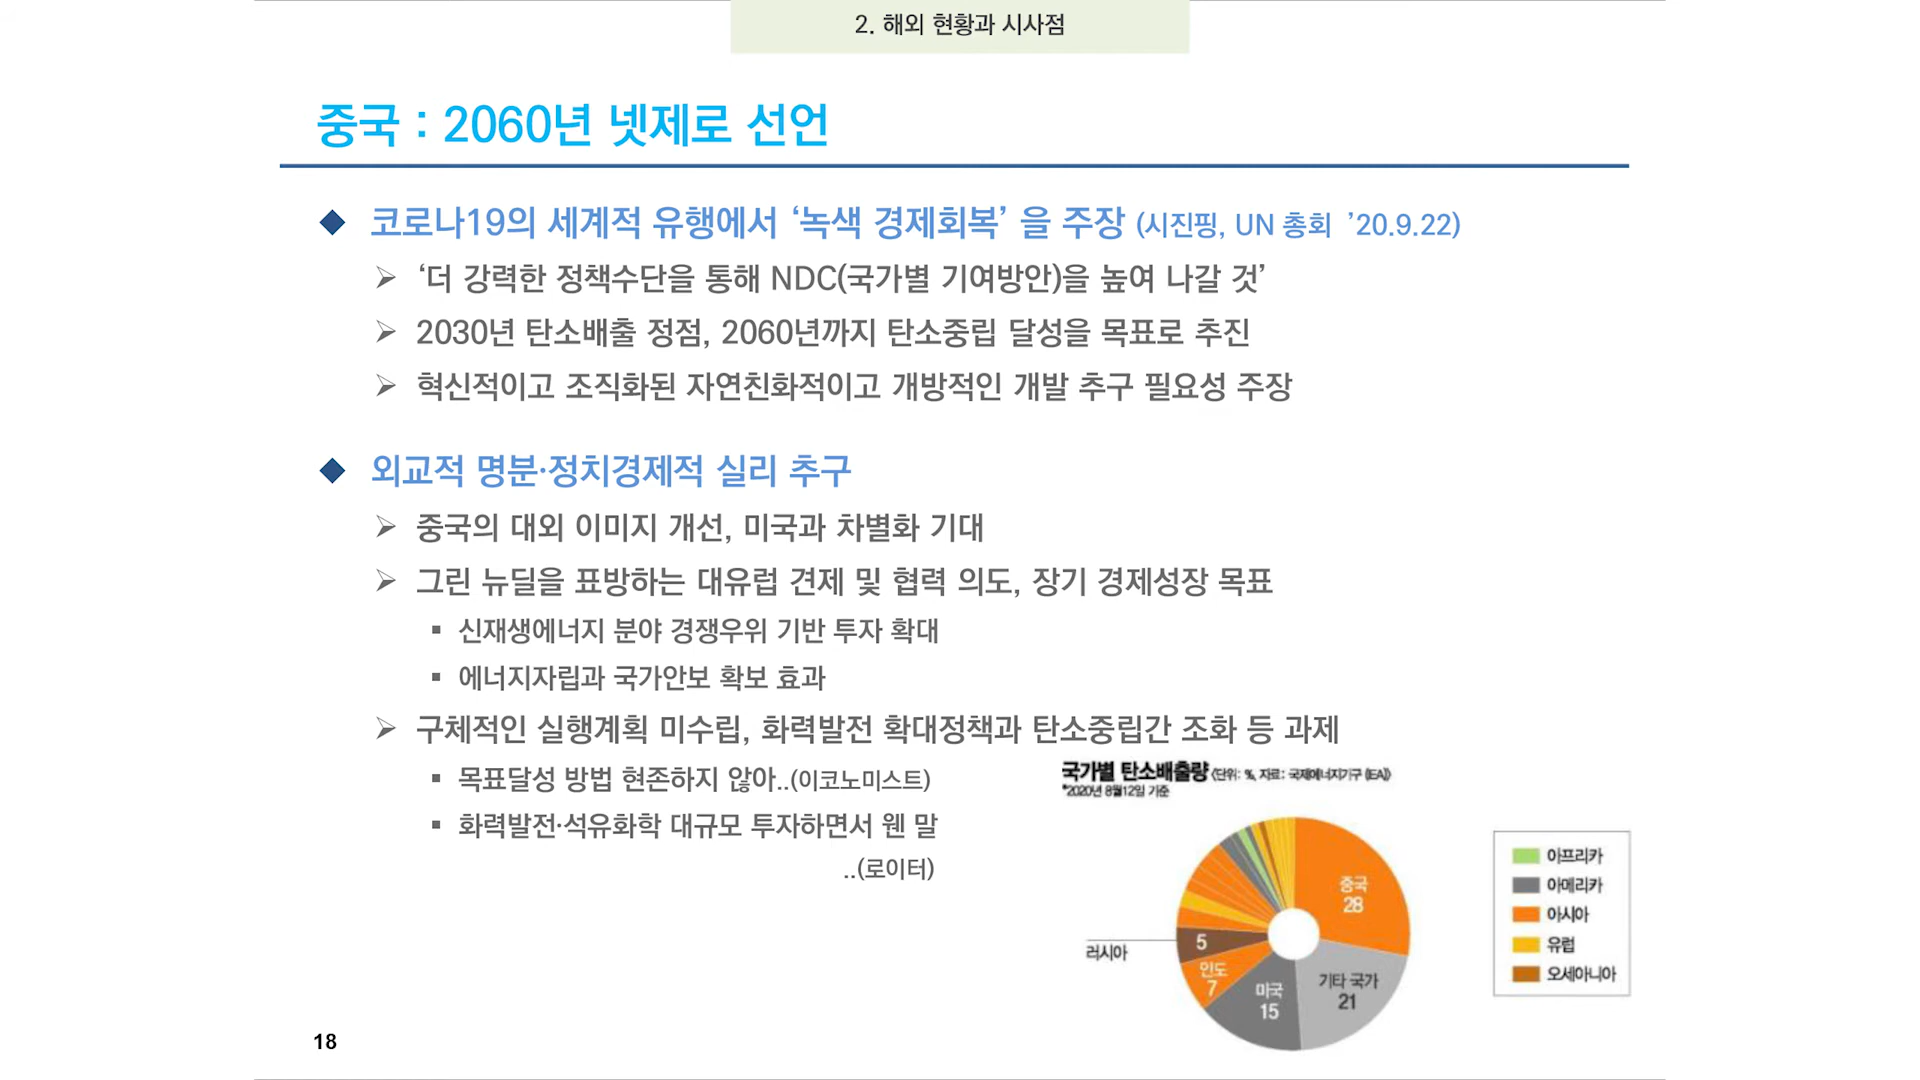 2. 해외 현황과 시사점
중국 : 2060년 넷제로 선언
◆ 코로나19의 세계적 유행에서 ‘녹색 경제회복’ 을 주장 (시진핑, UN 총회 ’20.9.22)
➢ ‘더 강력한 정책수단을 통해 NDC(국가별 기여방안)을 높여 나갈 것’
➢ 2030년 탄소배출 정점, 2060년까지 탄소중립 달성을 목표로 추진
➢ 혁신적이고 조직화된 자연친화적이고 개방적인 개발 추구 필요성 주장
◆ 외교적 명분·정치경제적 실리 추구
➢ 중국의 대외 이미지 개선, 미국과 차별화 기대
➢ 그린 뉴딜을 표방하는 대유럽 견제 및 협력 의도, 장기 경제성장 목표
▪ 신재생에너지 분야 경쟁우위 기반 투자 확대
▪ 에너지자립과 국가안보 확보 효과
➢ 구체적인 실행계획 미수립, 화력발전 확대정책과 탄소중립간 조화 등 과제
▪ 목표달성 방법 현존하지 않아..(이코노미스트)
▪ 화력발전·석유화학 대규모 투자하면서 웬 말
..(로이터)
국가별 탄소배출량 (단위: %, 자료: 국제에너지기구 (IEA))
*2020년 8월12일 기준
중국
28
기타 국가
21
미국
15
인도
7
5
러시아
아프리카
아메리카
아시아
유럽
오세아니아
18